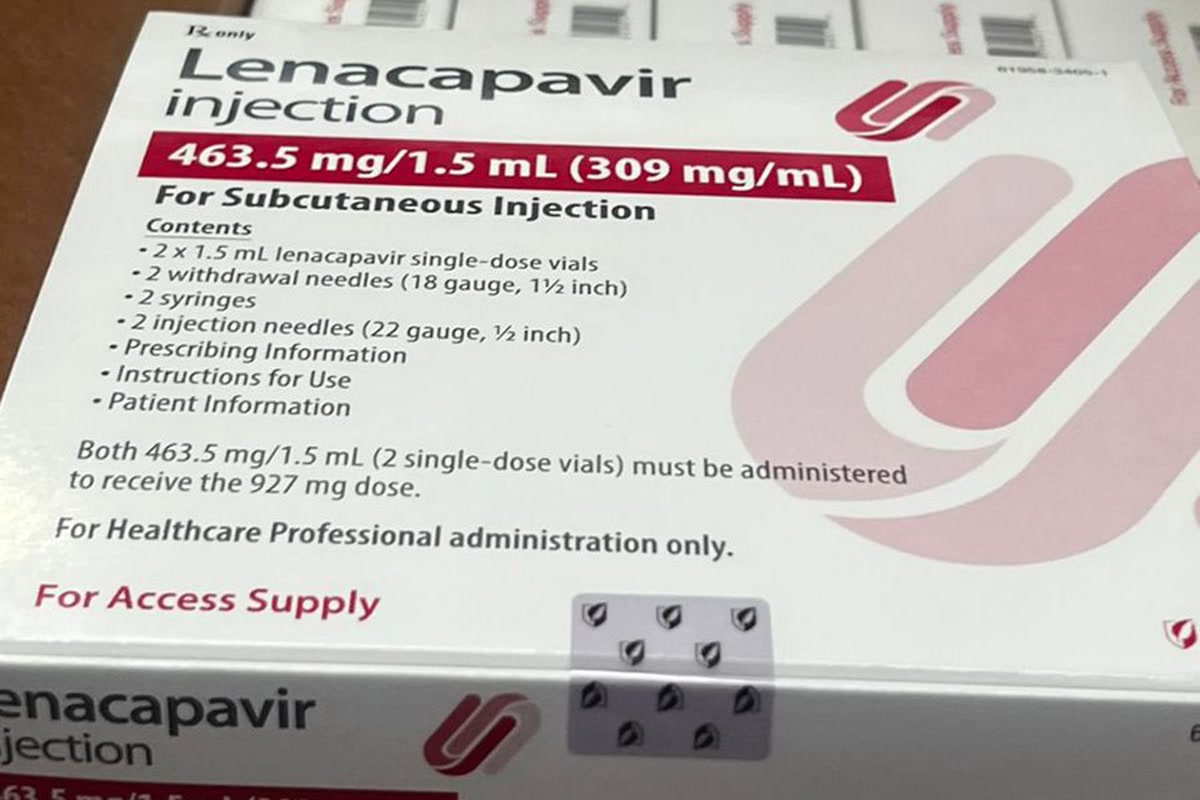 Rx only
Lenacapavir
injection
463.5 mg/1.5 mL (309 mg/mL)
For Subcutaneous Injection
Contents
• 2 x 1.5 mL lenacapavir single-dose vials
• 2 withdrawal needles (18 gauge, 1½ inch)
• 2 syringes
• 2 injection needles (22 gauge, ½ inch)
• Prescribing Information
• Instructions for Use
• Patient Information
Both 463.5 mg/1.5 mL (2 single-dose vials) must be administered
to receive the 927 mg dose.
For Healthcare Professional administration only.
For Access Supply
enacapavir
jection
For Access Supply